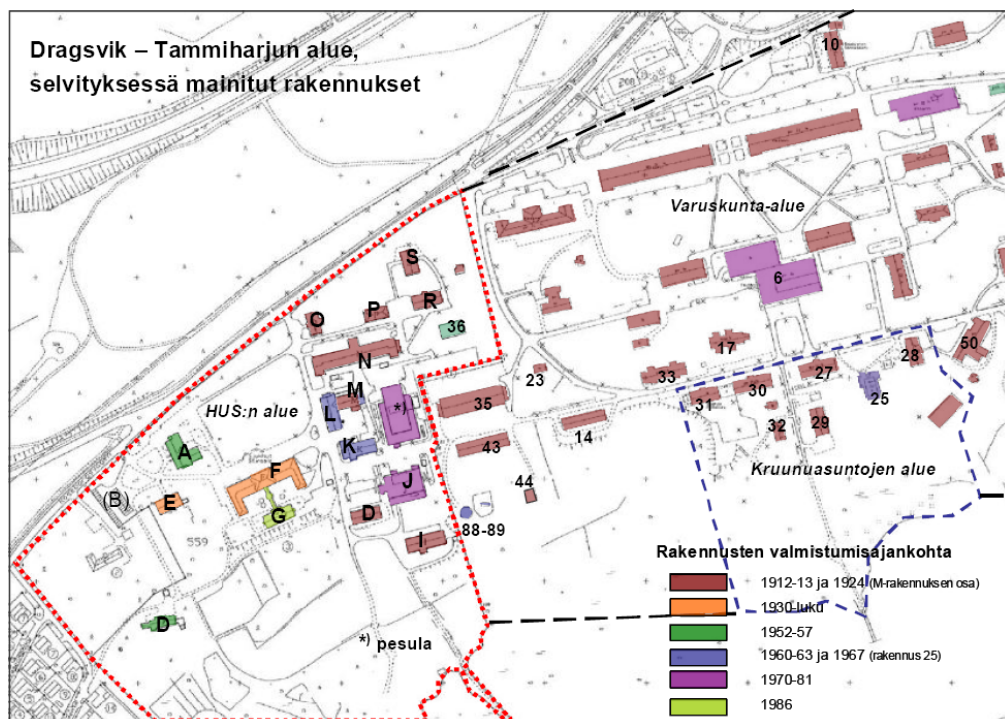 Dragsvik – Tammiharjun alue,
selvityksessä mainitut rakennukset
10
Varuskunta-alue
6
S
R
P
O
36
N
17
28
50
M
23
33
27
HUS:n alue
L
*)
35
31
30
25
A
K
43
14
32
29
F
Kruunuasuntojen alue
(B)
E
J
44
G
D
88-89
559
I
D
*) pesula
Rakennusten valmistumisajankohta
1912-13 ja 1924 (M-rakennuksen osa)
1930-luku
1952-57
1960-63 ja 1967 (rakennus 25)
1970-81
1986